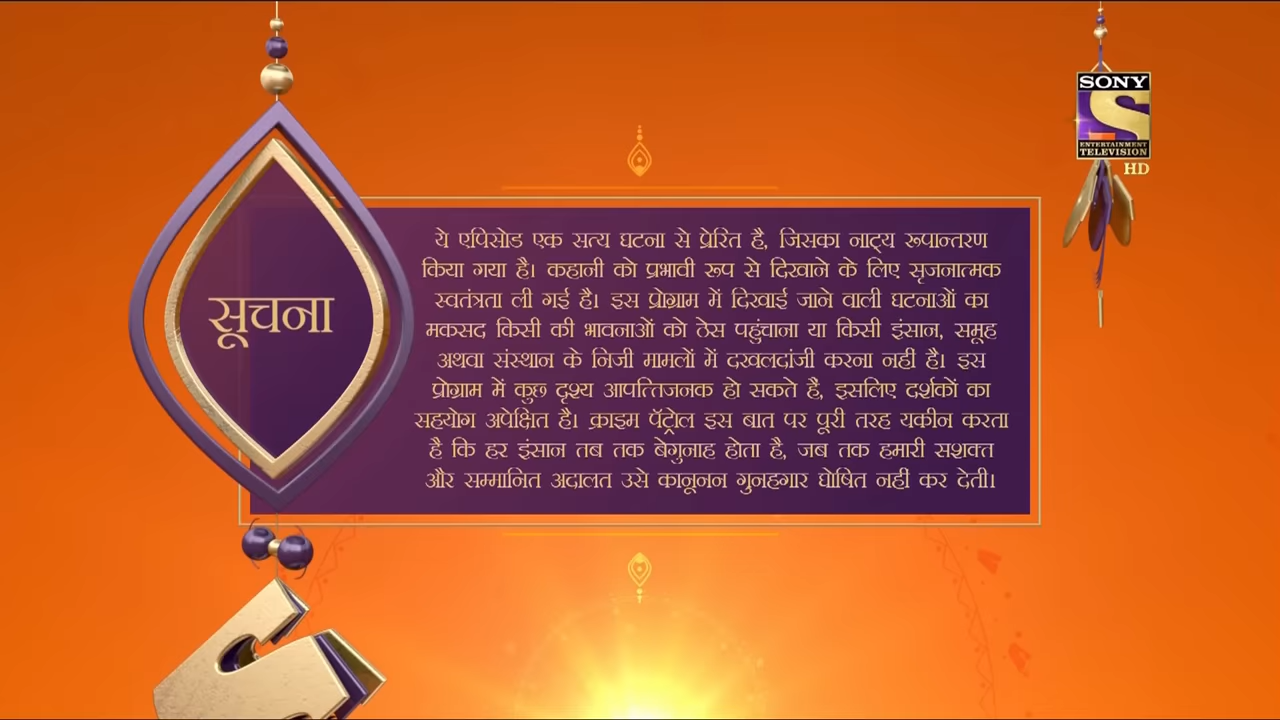 सूचना
ये एपिसोड एक सत्य घटना से प्रेरित है, जिसका नाट्य रूपान्तरण
किया गया है। कहानी को प्रभावी रूप से दिखाने के लिए सृजनात्मक
स्वतंत्रता ली गई है। इस प्रोग्राम में दिखाई जाने वाली घटनाओं का
मकसद किसी की भावनाओं को ठेस पहुंचाना या किसी इंसान, समूह
अथवा संस्थान के निजी मामलों में दखलदांजी करना नहीं है। इस
प्रोग्राम में कुछ दृश्य आपत्तिजनक हो सकते हैं, इसलिए दर्शकों का
सहयोग अपेक्षित है। क्राइम पॅट्रोल इस बात पर पूरी तरह यकीन करता
है कि हर इंसान तब तक बेगुनाह होता है, जब तक हमारी सशक्त
और सम्मानित अदालत उसे कानूनन गुनहगार घोषित नहीं कर देती।
SONY
ENTERTAINMENT
TELEVISION
HD